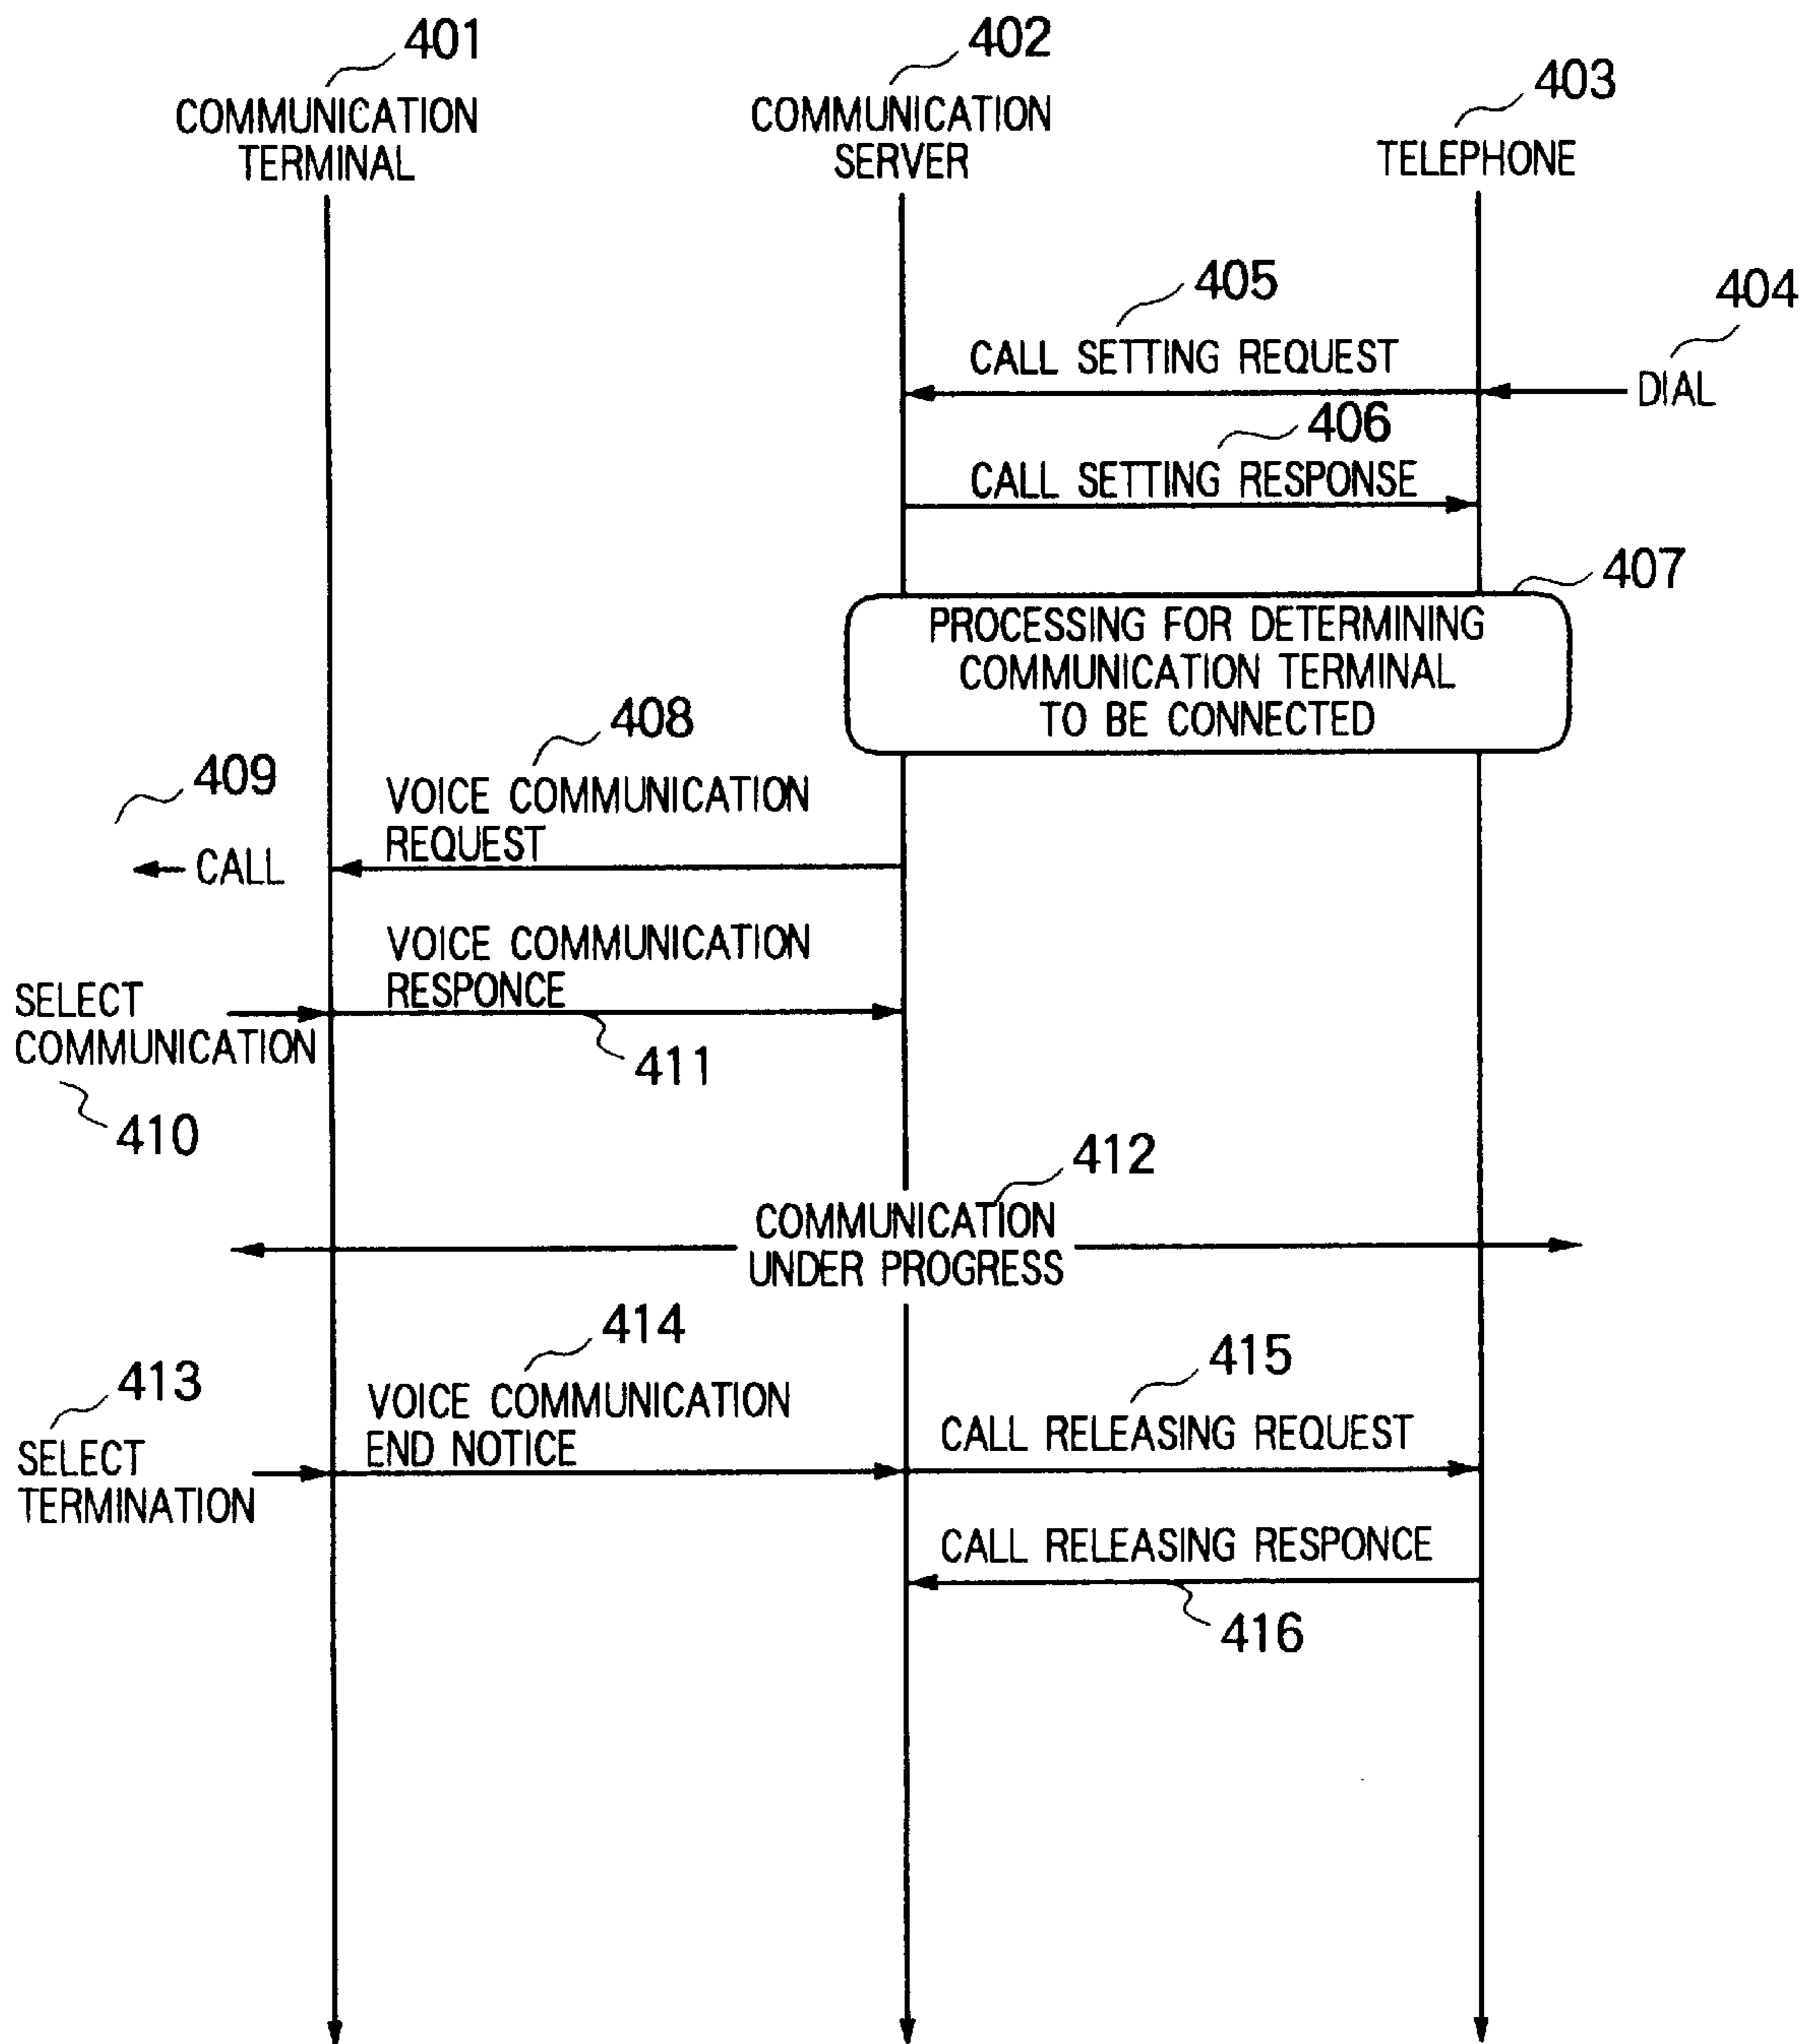 401
402
403
COMMUNICATION
TERMINAL
COMMUNICATION
SERVER
TELEPHONE
405
404
CALL SETTING REQUEST
DIAL
406
CALL SETTING RESPONSE
407
PROCESSING FOR DETERMINING
COMMUNICATION TERMINAL
TO BE CONNECTED
408
409
VOICE COMMUNICATION
REQUEST
CALL
VOICE COMMUNICATION
RESPONCE
SELECT
COMMUNICATION
411
410
412
COMMUNICATION
UNDER PROGRESS
414
415
413
VOICE COMMUNICATION
END NOTICE
CALL RELEASING REQUEST
SELECT
TERMINATION
CALL RELEASING RESPONCE
416